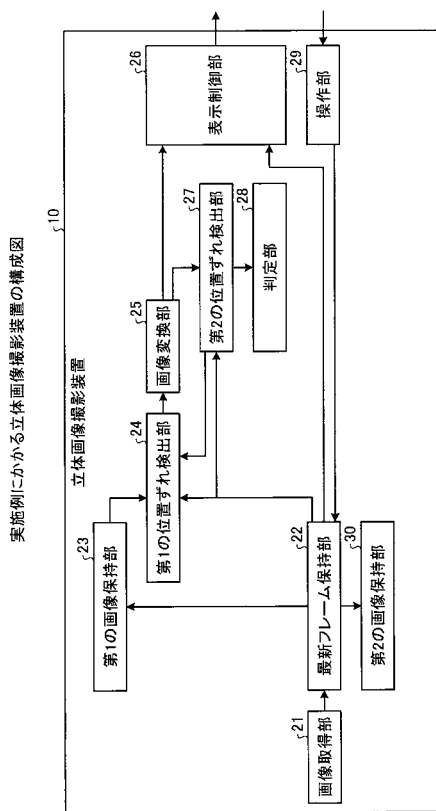 実施例にかかる立体画像撮影装置の構成図
10
立体画像撮影装置
21
画像取得部
22
最新フレーム保持部
23
第1の画像保持部
30
第2の画像保持部
24
第1の位置ずれ検出部
25
画像変換部
27
第2の位置ずれ検出部
28
判定部
26
表示制御部
29
操作部